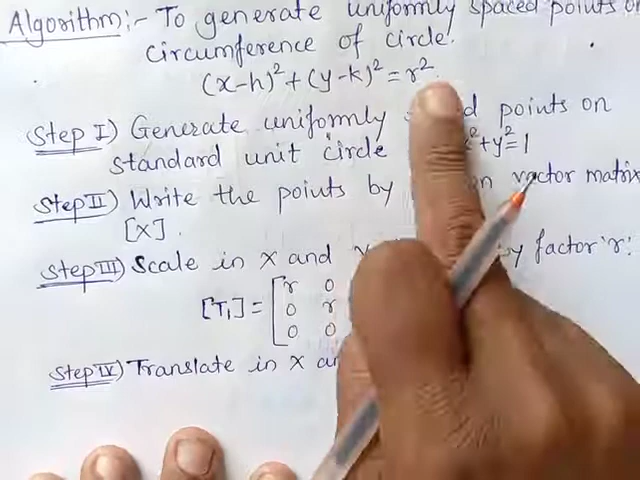 Algorithm:- To generate uniformly spaced points on
circumference of circle.
(x-h)² + (y-k)² = r².
Step I) Generate uniformly points on
standard unit circle x²+y²=1
Step II) Write the points by vector matrix
[X].
Step III) Scale in x and by factor 'r'.
[T₁] = [ r 0
0 r
0 0
Step IV) Translate in x